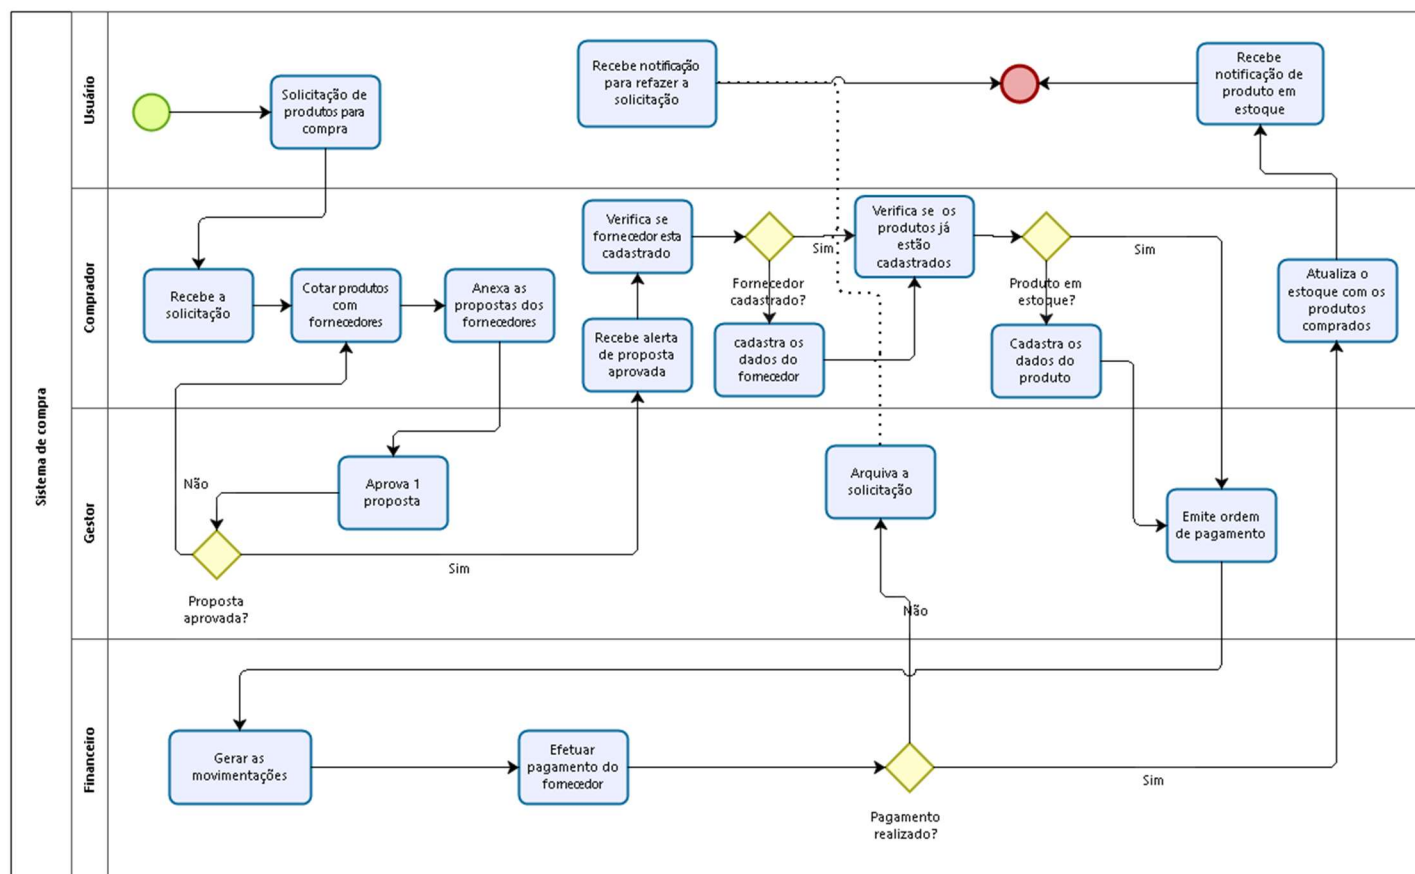 Sistema de compra
Usuário
Solicitação de
produtos para
compra
Recebe notificação
para refazer a
solicitação
Recebe
notificação de
produto em
estoque
Comprador
Recebe a
solicitação
Cotar produtos
com
fornecedores
Anexa as
propostas dos
fornecedores
Verifica se
fornecedor esta
cadastrado
Recebe alerta
de proposta
aprovada
Sim
Fornecedor
cadastrado?
cadastra os
dados do
fornecedor
Verifica se os
produtos já
estão
cadastrados
Sim
Produto em
estoque?
Cadastra os
dados do
produto
Atualiza o
estoque com os
produtos
comprados
Gestor
Aprova 1
proposta
Não
Sim
Proposta
aprovada?
Arquiva a
solicitação
Não
Emite ordem
de pagamento
Financeiro
Gerar as
movimentações
Efetuar
pagamento do
fornecedor
Sim
Pagamento
realizado?